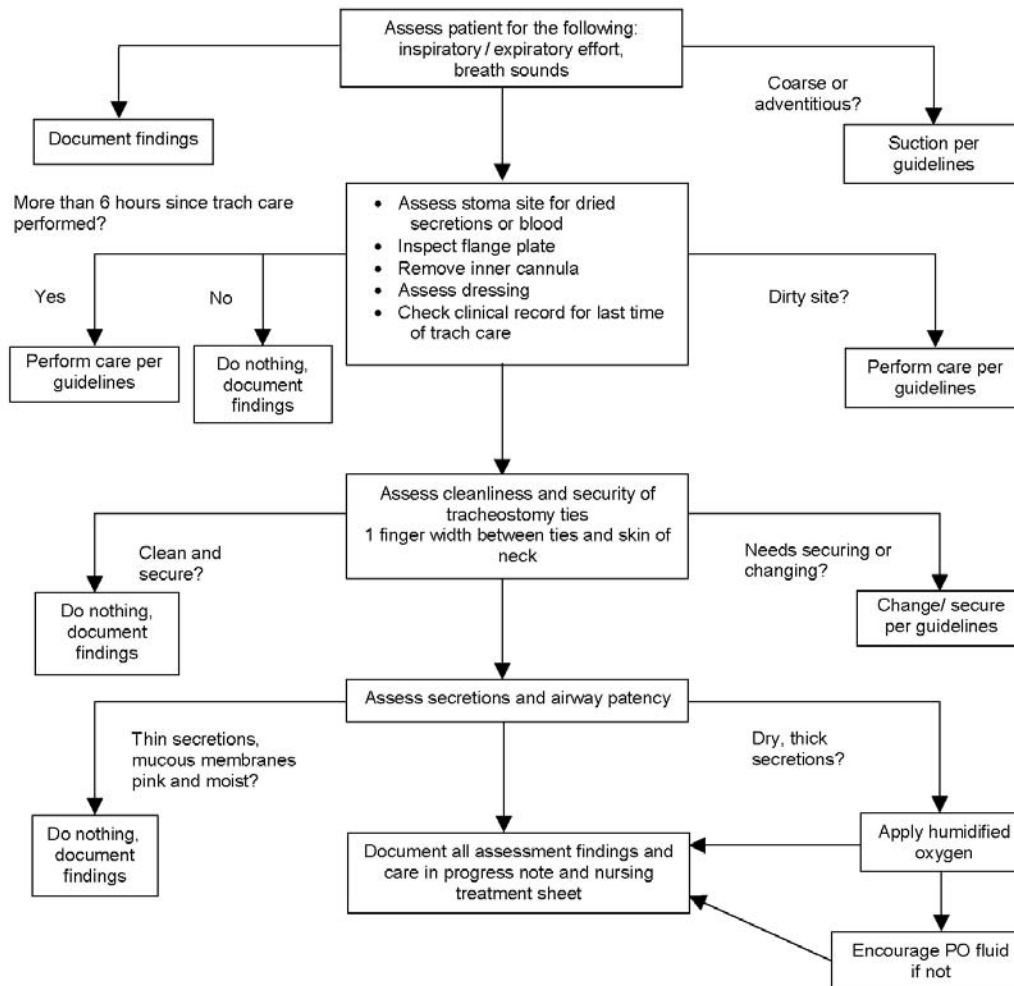 Assess patient for the following:
inspiratory / expiratory effort,
breath sounds
Coarse or
adventitious?
Document findings
Suction per
guidelines
More than 6 hours since trach care
performed?
• Assess stoma site for dried
secretions or blood
• Inspect flange plate
• Remove inner cannula
• Assess dressing
• Check clinical record for last time
of trach care
Yes
No
Dirty site?
Perform care per
guidelines
Do nothing,
document
findings
Perform care per
guidelines
Assess cleanliness and security of
tracheostomy ties
1 finger width between ties and skin of
neck
Clean and
secure?
Needs securing or
changing?
Do nothing,
document
findings
Change/ secure
per guidelines
Assess secretions and airway patency
Thin secretions,
mucous membranes
pink and moist?
Dry, thick
secretions?
Do nothing,
document
findings
Document all assessment findings and
care in progress note and nursing
treatment sheet
Apply humidified
oxygen
Encourage PO fluid
if not